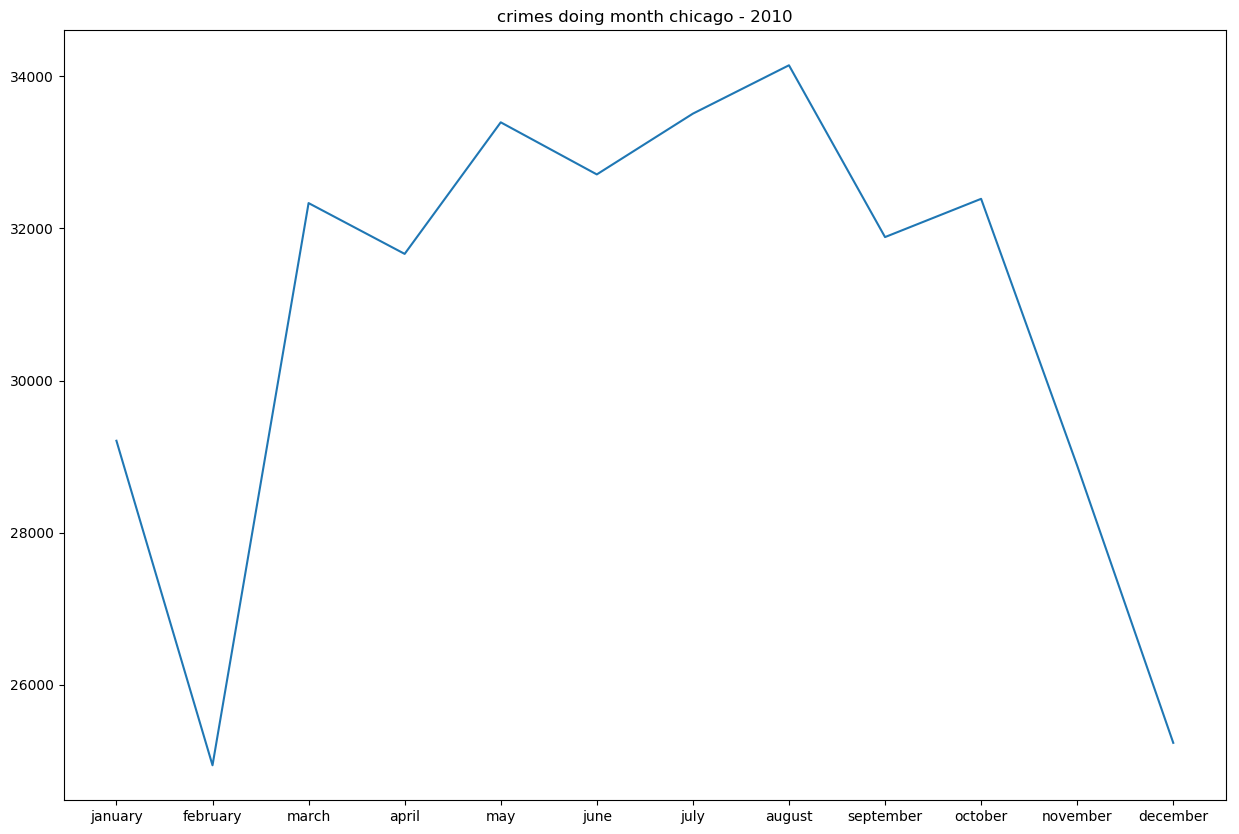 crimes doing month chicago - 2010
34000
32000
30000
28000
26000
january february march april may june july august september october november december